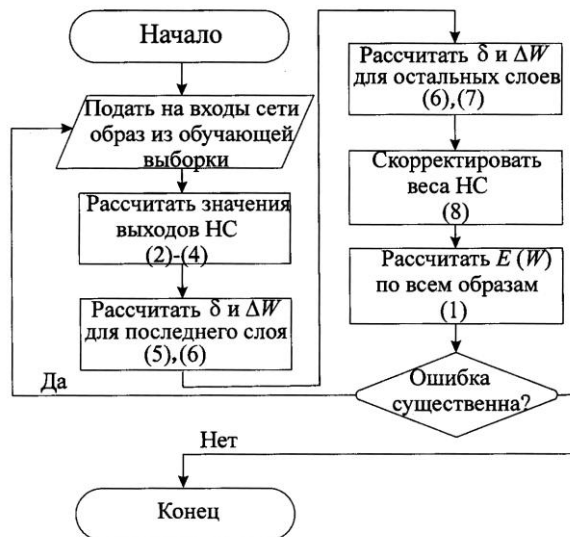 Начало
Подать на входы сети
образ из обучающей
выборки
Рассчитать значения
выходов НС
(2)-(4)
Рассчитать δ и ΔW
для последнего слоя
(5),(6)
Рассчитать δ и ΔW
для остальных слоев
(6),(7)
Скорректировать
веса НС
(8)
Рассчитать E (W)
по всем образам
(1)
Ошибка
существенна?
Да
Нет
Конец